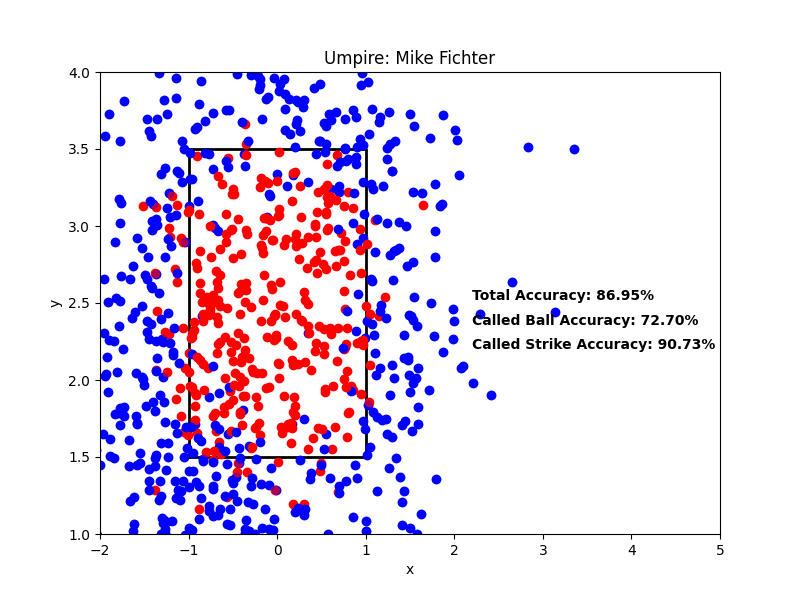 Umpire: Mike Fichter
4.0
3.5
3.0
2.5
2.0
1.5
1.0
y
Total Accuracy: 86.95%
Called Ball Accuracy: 72.70%
Called Strike Accuracy: 90.73%
−2 −1 0 1 2 3 4 5
x